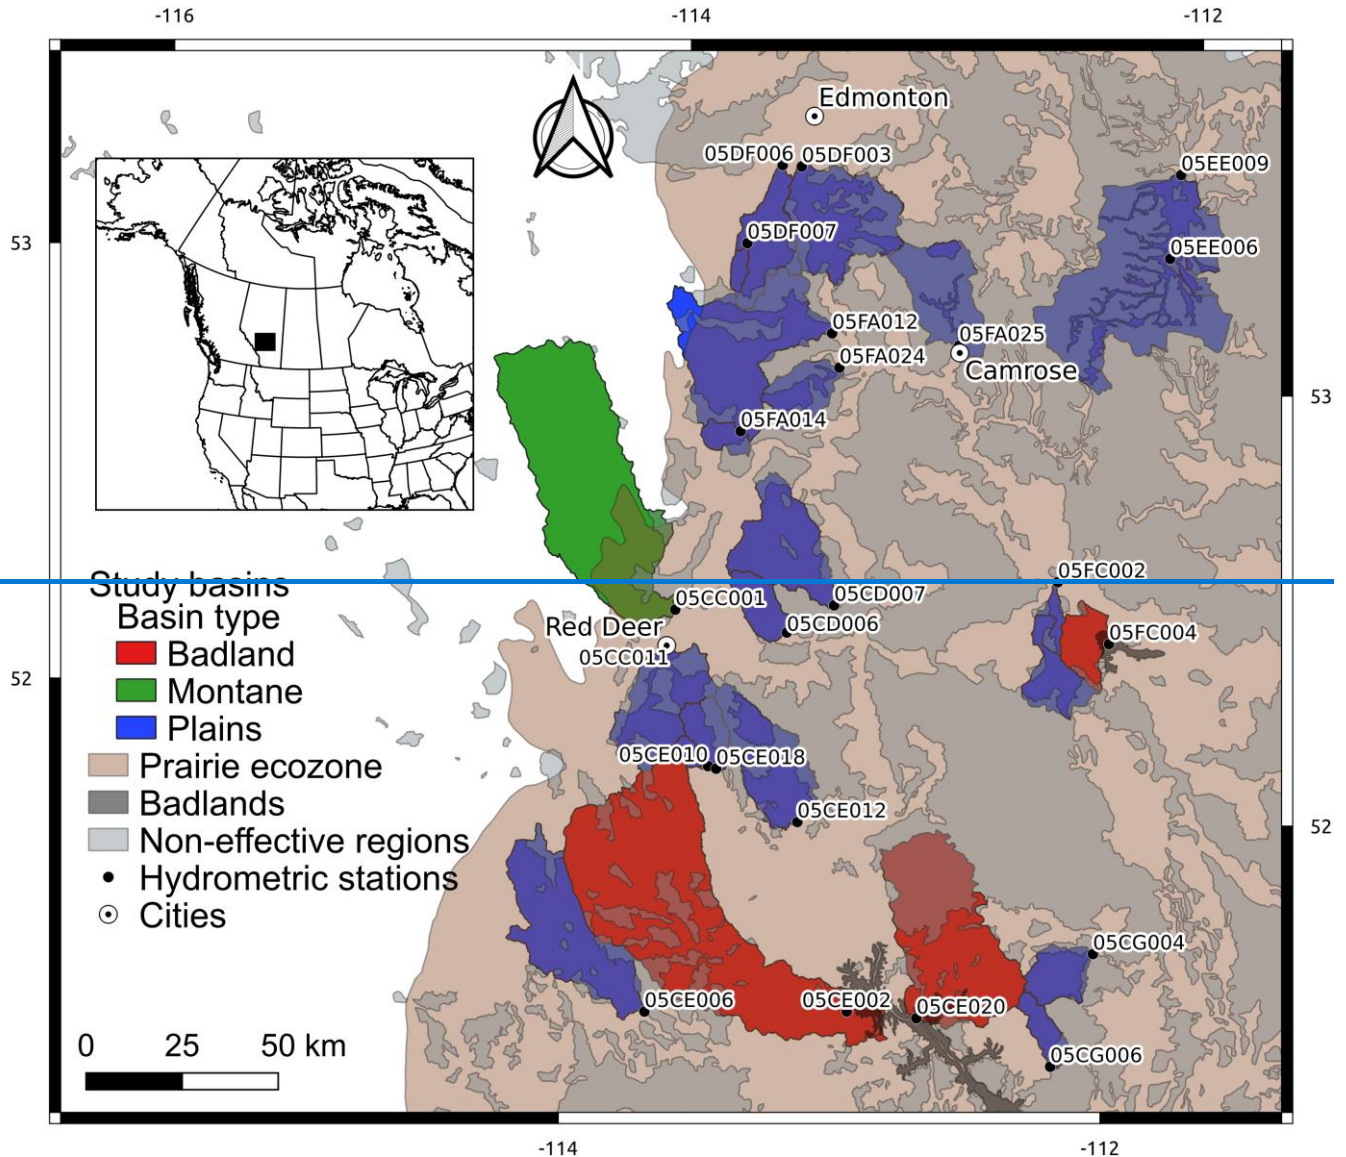 -116 -114 -112
Edmonton
05DF006 05DF003
05EE009
05DF007
53
05EE006
05FA012
05FA025
05FA024
Camrose
53
05FA014
05FC002
Study basins
05CC001
05CD007
Basin type
Red Deer
05CD006
05FC004
Badland
05CC011
52
Montane
Plains
05CE010 05CE018
Prairie ecozone
Badlands
05CE012
52
Non-effective regions
Hydrometric stations
Cities
05CG004
05CE006 05CE002 05CE020
0 25 50 km
05CG006
-114 -112